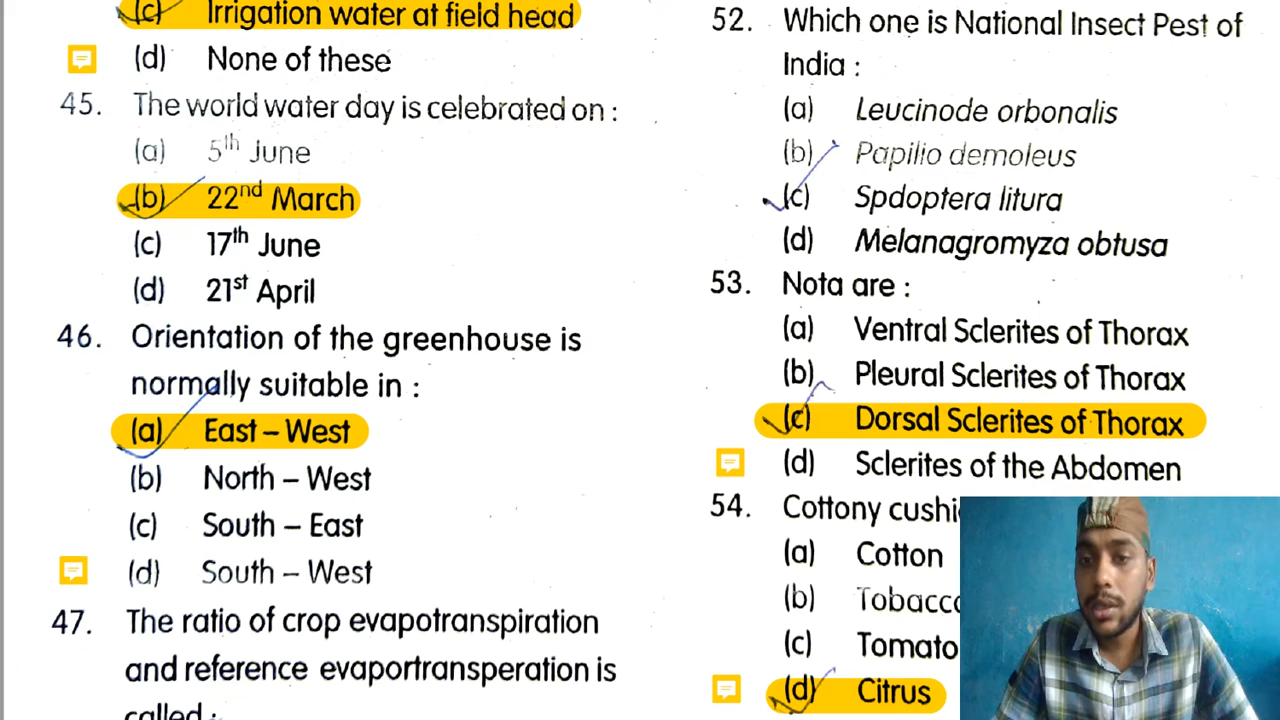 (c) Irrigation water at field head
(d) None of these
45. The world water day is celebrated on :
(a) 5th June
(b) 22nd March
(c) 17th June
(d) 21st April
46. Orientation of the greenhouse is
normally suitable in :
(a) East – West
(b) North – West
(c) South – East
(d) South – West
47. The ratio of crop evapotranspiration
and reference evaportransperation is
called :
52. Which one is National Insect Pest of
India :
(a) Leucinode orbonalis
(b) Papilio demoleus
(c) Spdoptera litura
(d) Melanagromyza obtusa
53. Nota are :
(a) Ventral Sclerites of Thorax
(b) Pleural Sclerites of Thorax
(c) Dorsal Sclerites of Thorax
(d) Sclerites of the Abdomen
54. Cottony
(a) Cotton
(b) Tobacco
(c) Tomato
(d) Citrus